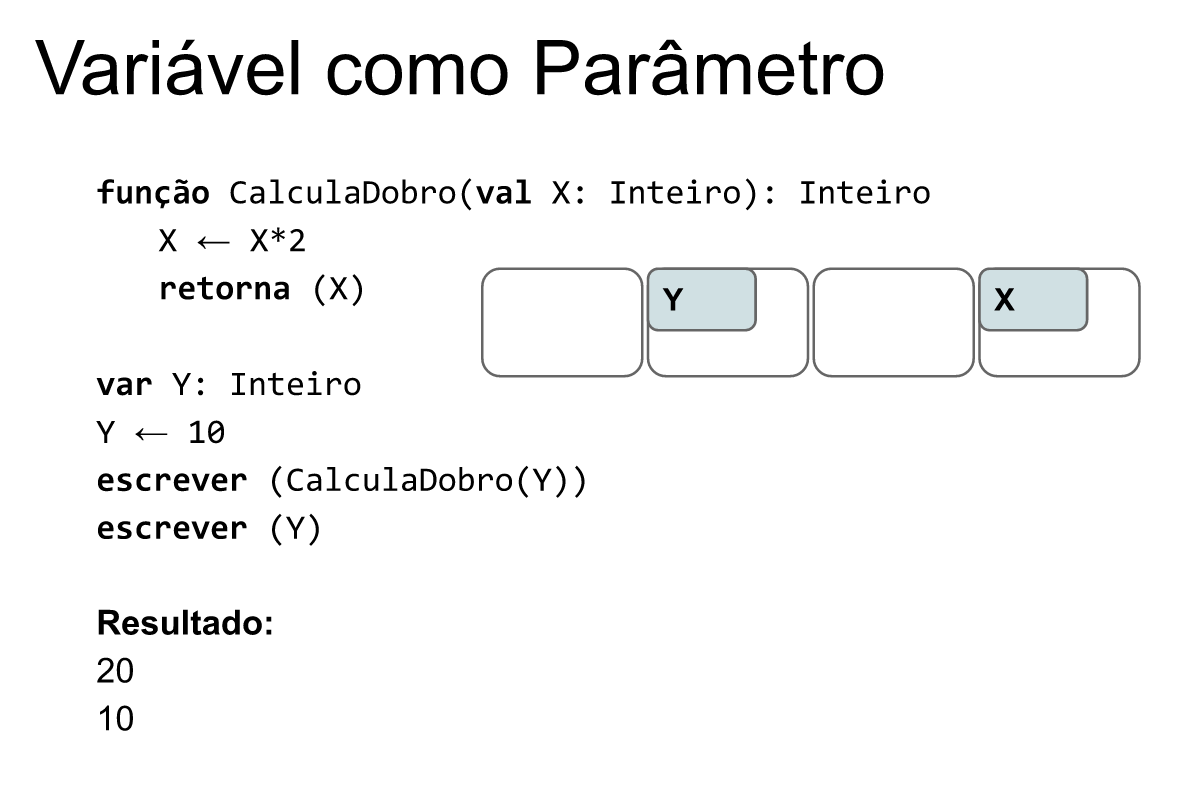 Variável como Parâmetro
função CalculaDobro(val X: Inteiro): Inteiro
X ← X*2
retorna (X)
Y
X
var Y: Inteiro
Y ← 10
escrever (CalculaDobro(Y))
escrever (Y)
Resultado:
20
10